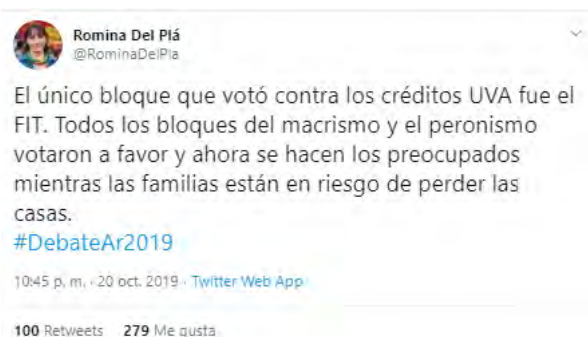 Romina Del Plá
@RominaDelPla
El único bloque que votó contra los créditos UVA fue el
FIT. Todos los bloques del macrismo y el peronismo
votaron a favor y ahora se hacen los preocupados
mientras las familias están en riesgo de perder las
casas.
#DebateAr2019
10:45 p. m. · 20 oct. 2019 · Twitter Web App
100 Retweets 279 Me gusta